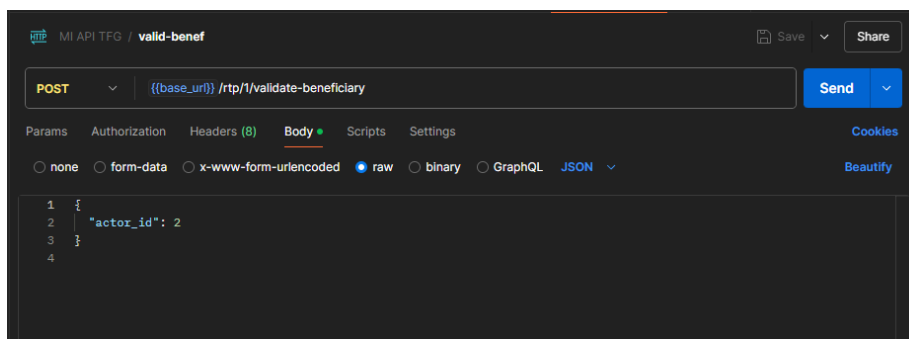 HTTP MI API TFG / valid-benef Save Share
POST {{base_url}} /rtp/1/validate-beneficiary Send
Params Authorization Headers (8) Body Scripts Settings Cookies
none form-data x-www-form-urlencoded raw binary GraphQL JSON Beautify
1 {
2 "actor_id": 2
3 }
4